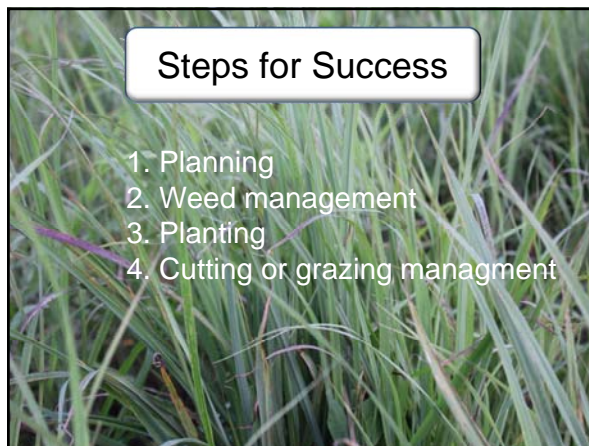 Steps for Success
1. Planning
2. Weed management
3. Planting
4. Cutting or grazing managment